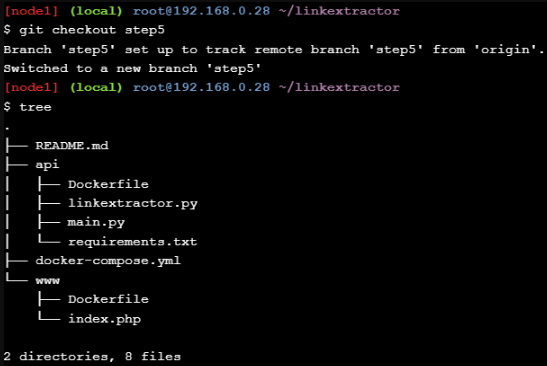 [node1] (local) root@192.168.0.28 ~/linkextractor
$ git checkout step5
Branch 'step5' set up to track remote branch 'step5' from 'origin'.
Switched to a new branch 'step5'
[node1] (local) root@192.168.0.28 ~/linkextractor
$ tree
.
├── README.md
├── api
│   ├── Dockerfile
│   ├── linkextractor.py
│   ├── main.py
│   └── requirements.txt
├── docker-compose.yml
└── www
    ├── Dockerfile
    └── index.php
2 directories, 8 files